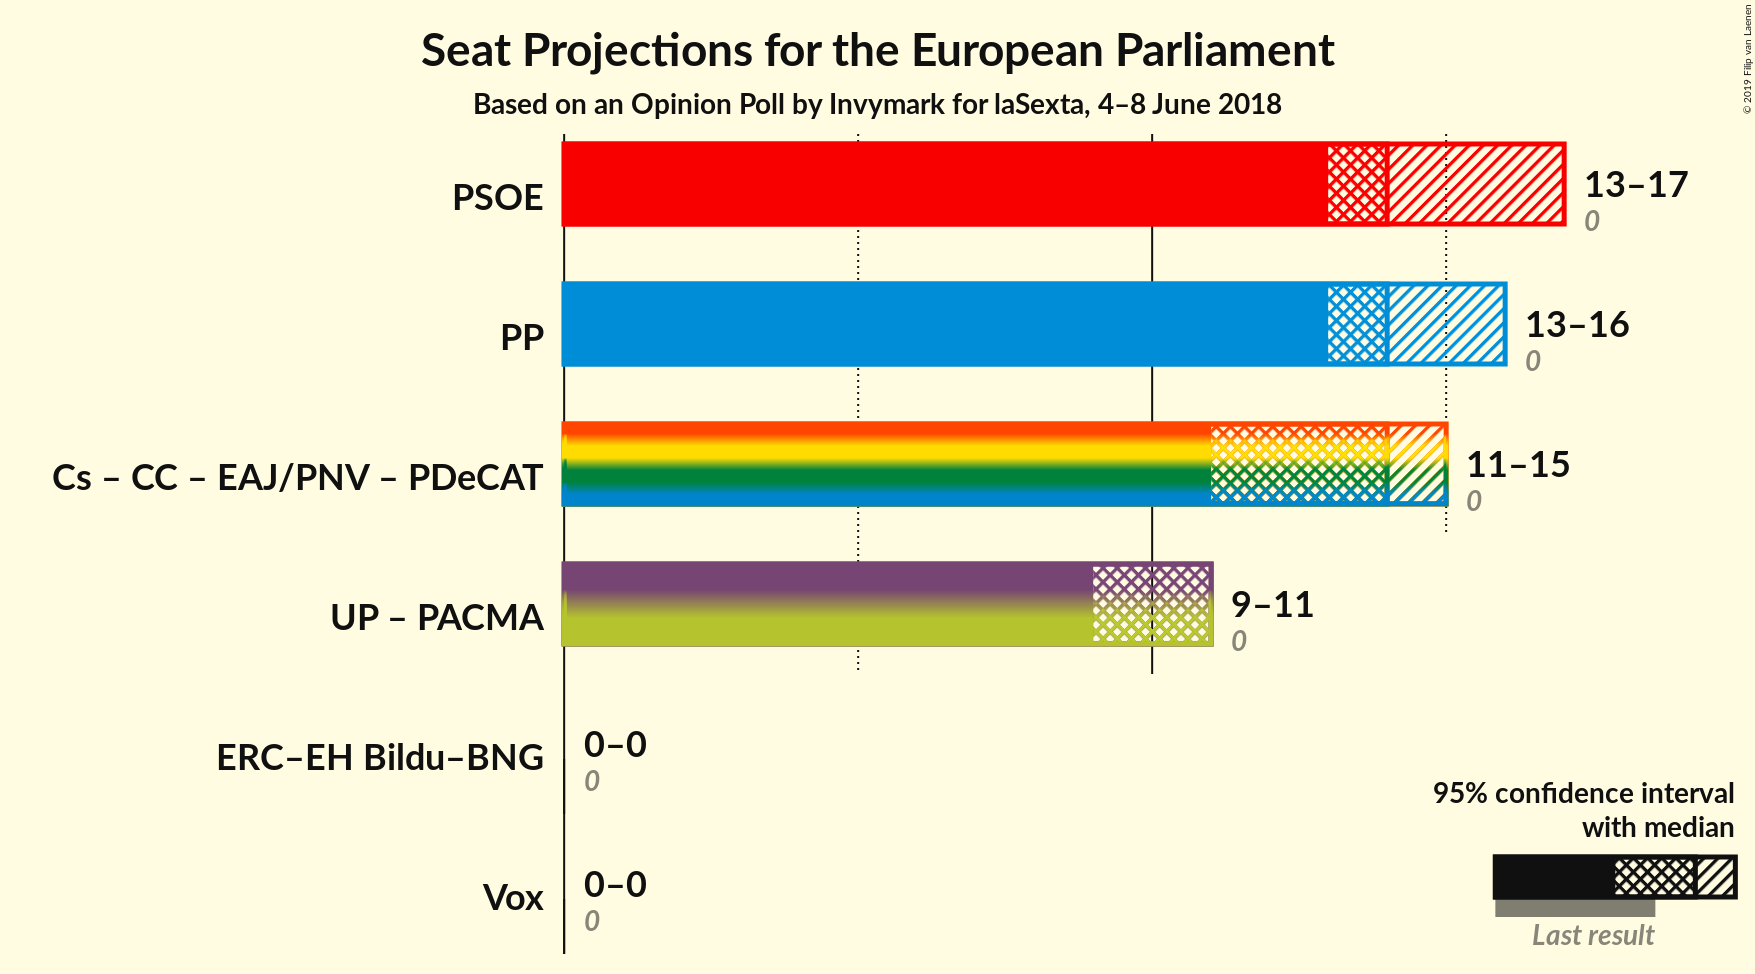 Seat Projections for the European Parliament
Based on an Opinion Poll by Invymark for laSexta, 4–8 June 2018
© 2019 Filip van Laenen
PSOE
13–17
0
PP
13–16
0
Cs – CC – EAJ/PNV – PDeCAT
11–15
0
UP – PACMA
9–11
0
ERC–EH Bildu–BNG
0–0
0
Vox
0–0
0
95% confidence interval
with median
Last result